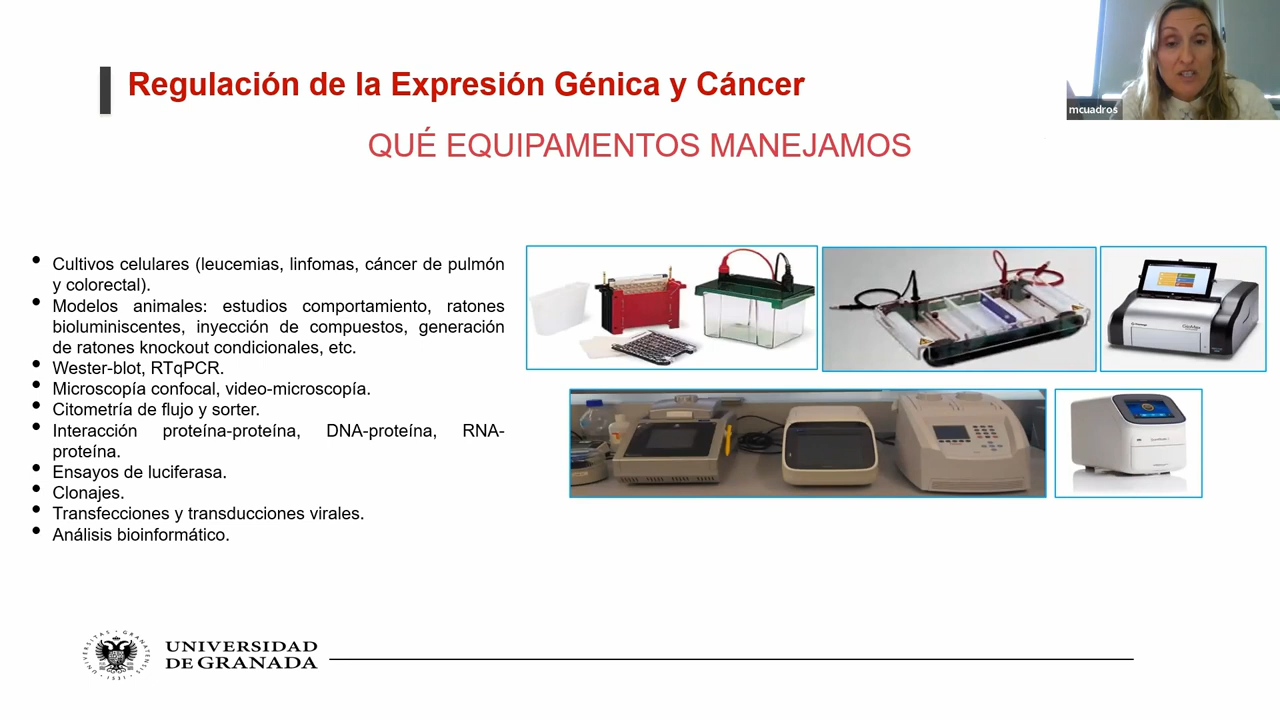 Regulación de la Expresión Génica y Cáncer
mcuadros
QUÉ EQUIPAMENTOS MANEJAMOS
• Cultivos celulares (leucemias, linfomas, cáncer de pulmón
y colorectal).
• Modelos animales: estudios comportamiento, ratones
bioluminiscentes, inyección de compuestos, generación
de ratones knockout condicionales, etc.
• Wester-blot, RTqPCR.
• Microscopía confocal, video-microscopía.
• Citometría de flujo y sorter.
• Interacción proteína-proteína, DNA-proteína, RNA-
proteína.
• Ensayos de luciferasa.
• Clonajes.
• Transfecciones y transducciones virales.
• Análisis bioinformático.
UNIVERSIDAD
DE GRANADA